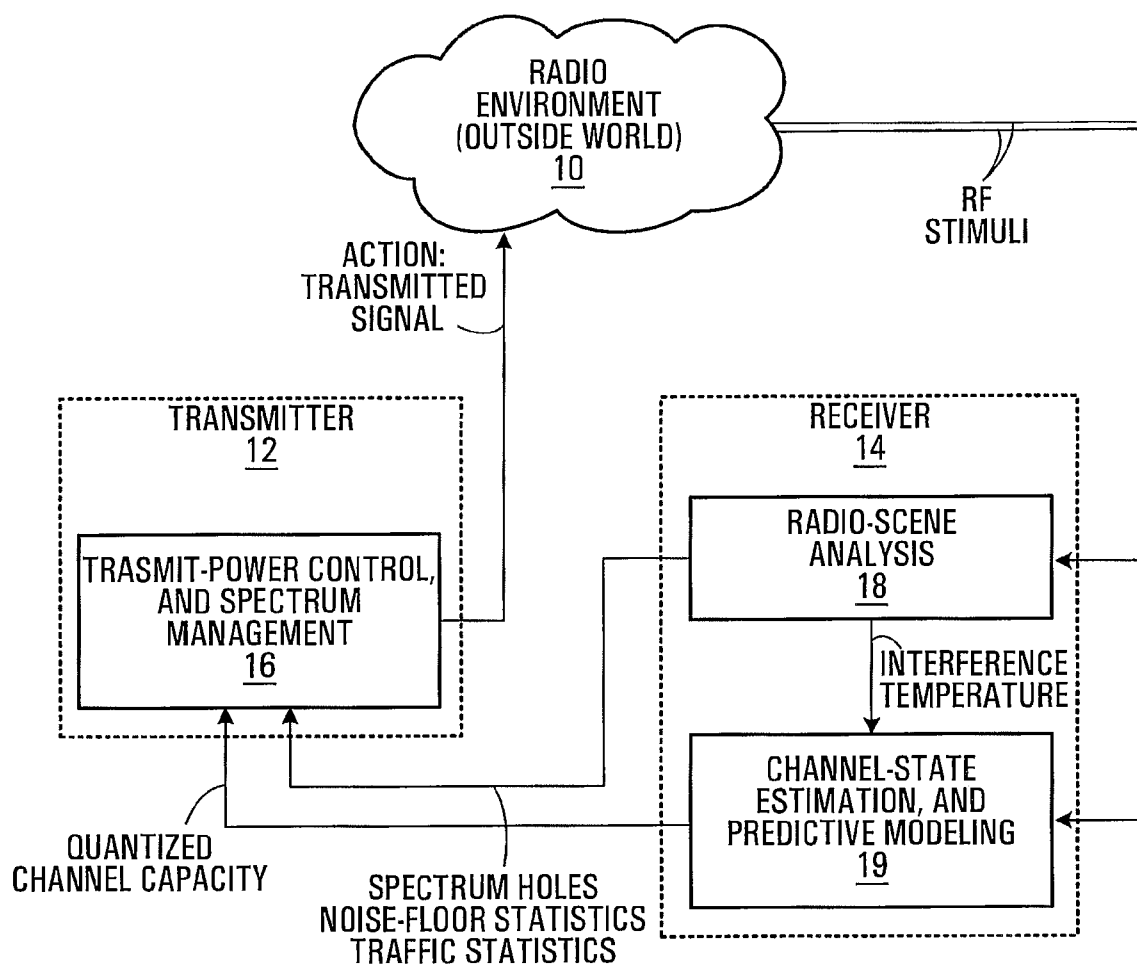 RADIO
ENVIRONMENT
(OUTSIDE WORLD)
10
RF
STIMULI
ACTION:
TRANSMITTED
SIGNAL
TRANSMITTER
12
TRASMIT-POWER CONTROL,
AND SPECTRUM
MANAGEMENT
16
RECEIVER
14
RADIO-SCENE
ANALYSIS
18
INTERFERENCE
TEMPERATURE
CHANNEL-STATE
ESTIMATION, AND
PREDICTIVE MODELING
19
QUANTIZED
CHANNEL CAPACITY
SPECTRUM HOLES
NOISE-FLOOR STATISTICS
TRAFFIC STATISTICS